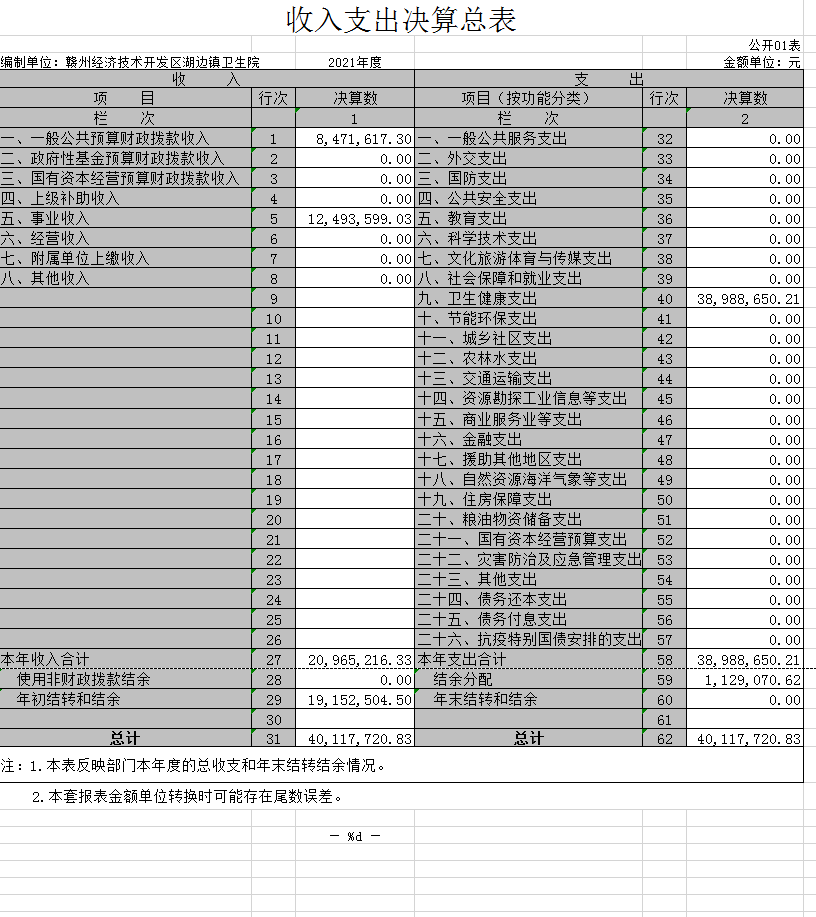 收入支出决算总表
公开01表
编制单位：赣州经济技术开发区湖边镇卫生院 2021年度 金额单位：元
收 入 支 出
项 目 行次 决算数 项目（按功能分类） 行次 决算数
栏 次 1 栏 次 2
一、一般公共预算财政拨款收入 1 8,471,617.30 一、一般公共服务支出 32 0.00
二、政府性基金预算财政拨款收入 2 0.00 二、外交支出 33 0.00
三、国有资本经营预算财政拨款收入 3 0.00 三、国防支出 34 0.00
四、上级补助收入 4 0.00 四、公共安全支出 35 0.00
五、事业收入 5 12,493,599.03 五、教育支出 36 0.00
六、经营收入 6 0.00 六、科学技术支出 37 0.00
七、附属单位上缴收入 7 0.00 七、文化旅游体育与传媒支出 38 0.00
八、其他收入 8 0.00 八、社会保障和就业支出 39 0.00
9 九、卫生健康支出 40 38,988,650.21
10 十、节能环保支出 41 0.00
11 十一、城乡社区支出 42 0.00
12 十二、农林水支出 43 0.00
13 十三、交通运输支出 44 0.00
14 十四、资源勘探工业信息等支出 45 0.00
15 十五、商业服务业等支出 46 0.00
16 十六、金融支出 47 0.00
17 十七、援助其他地区支出 48 0.00
18 十八、自然资源海洋气象等支出 49 0.00
19 十九、住房保障支出 50 0.00
20 二十、粮油物资储备支出 51 0.00
21 二十一、国有资本经营预算支出 52 0.00
22 二十二、灾害防治及应急管理支出 53 0.00
23 二十三、其他支出 54 0.00
24 二十四、债务还本支出 55 0.00
25 二十五、债务付息支出 56 0.00
26 二十六、抗疫特别国债安排的支出 57 0.00
本年收入合计 27 20,965,216.33 本年支出合计 58 38,988,650.21
使用非财政拨款结余 28 0.00 结余分配 59 1,129,070.62
年初结转和结余 29 19,152,504.50 年末结转和结余 60 0.00
30 61
总计 31 40,117,720.83 总计 62 40,117,720.83
注：1.本表反映部门本年度的总收支和年末结转结余情况。
2.本套报表金额单位转换时可能存在尾数误差。
— %d —